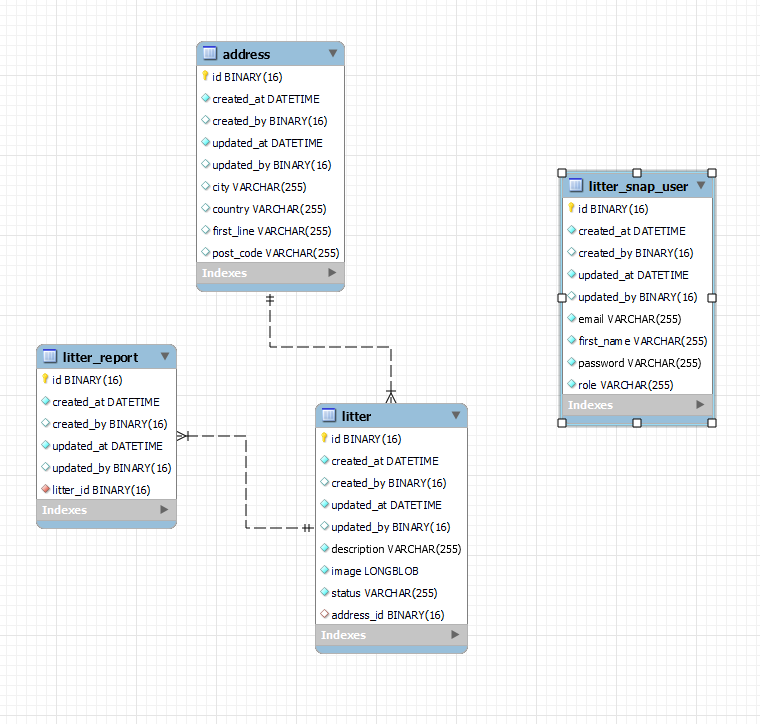 address
id BINARY(16)
created_at DATETIME
created_by BINARY(16)
updated_at DATETIME
updated_by BINARY(16)
city VARCHAR(255)
country VARCHAR(255)
first_line VARCHAR(255)
post_code VARCHAR(255)
Indexes
litter_snap_user
id BINARY(16)
created_at DATETIME
created_by BINARY(16)
updated_at DATETIME
updated_by BINARY(16)
email VARCHAR(255)
first_name VARCHAR(255)
password VARCHAR(255)
role VARCHAR(255)
Indexes
litter_report
id BINARY(16)
created_at DATETIME
created_by BINARY(16)
updated_at DATETIME
updated_by BINARY(16)
litter_id BINARY(16)
Indexes
litter
id BINARY(16)
created_at DATETIME
created_by BINARY(16)
updated_at DATETIME
updated_by BINARY(16)
description VARCHAR(255)
image LONGBLOB
status VARCHAR(255)
address_id BINARY(16)
Indexes